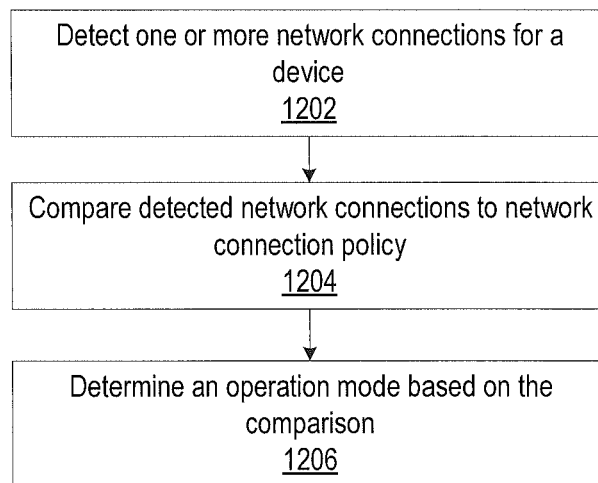 Detect one or more network connections for a
device
1202
Compare detected network connections to network
connection policy
1204
Determine an operation mode based on the
comparison
1206